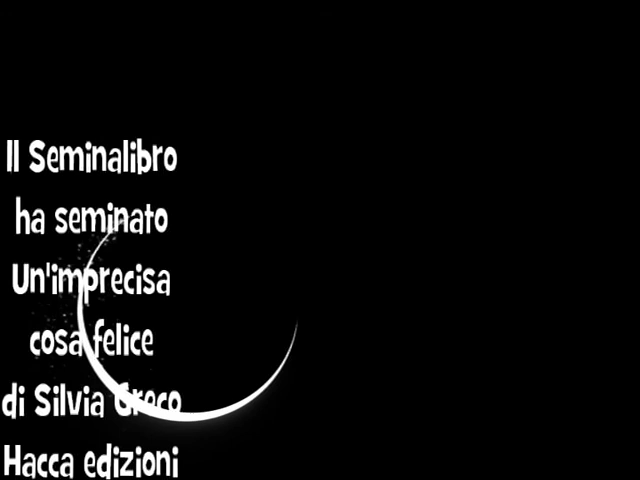 Il Seminalibro
ha seminato
Un'imprecisa
cosa felice
di Silvia Greco
Hacca edizioni